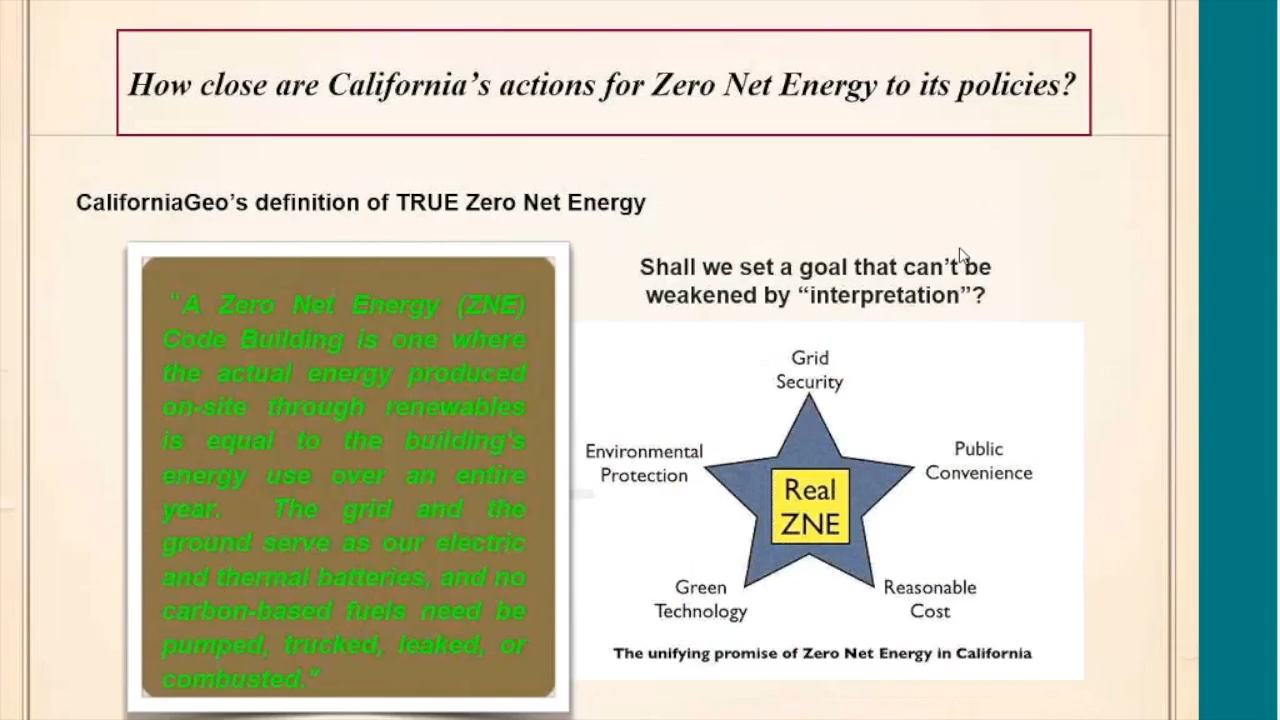 How close are California’s actions for Zero Net Energy to its policies?
CaliforniaGeo’s definition of TRUE Zero Net Energy
“A Zero Net Energy (ZNE)
Code Building is one where
the actual energy produced
on-site through renewables
is equal to the building's
energy use over an entire
year. The grid and the
ground serve as our electric
and thermal batteries, and no
carbon-based fuels need be
pumped, trucked, leaked, or
combusted."
Shall we set a goal that can’t be
weakened by “interpretation”?
Grid
Security
Environmental
Protection
Public
Convenience
Real
ZNE
Green
Technology
Reasonable
Cost
The unifying promise of Zero Net Energy in California